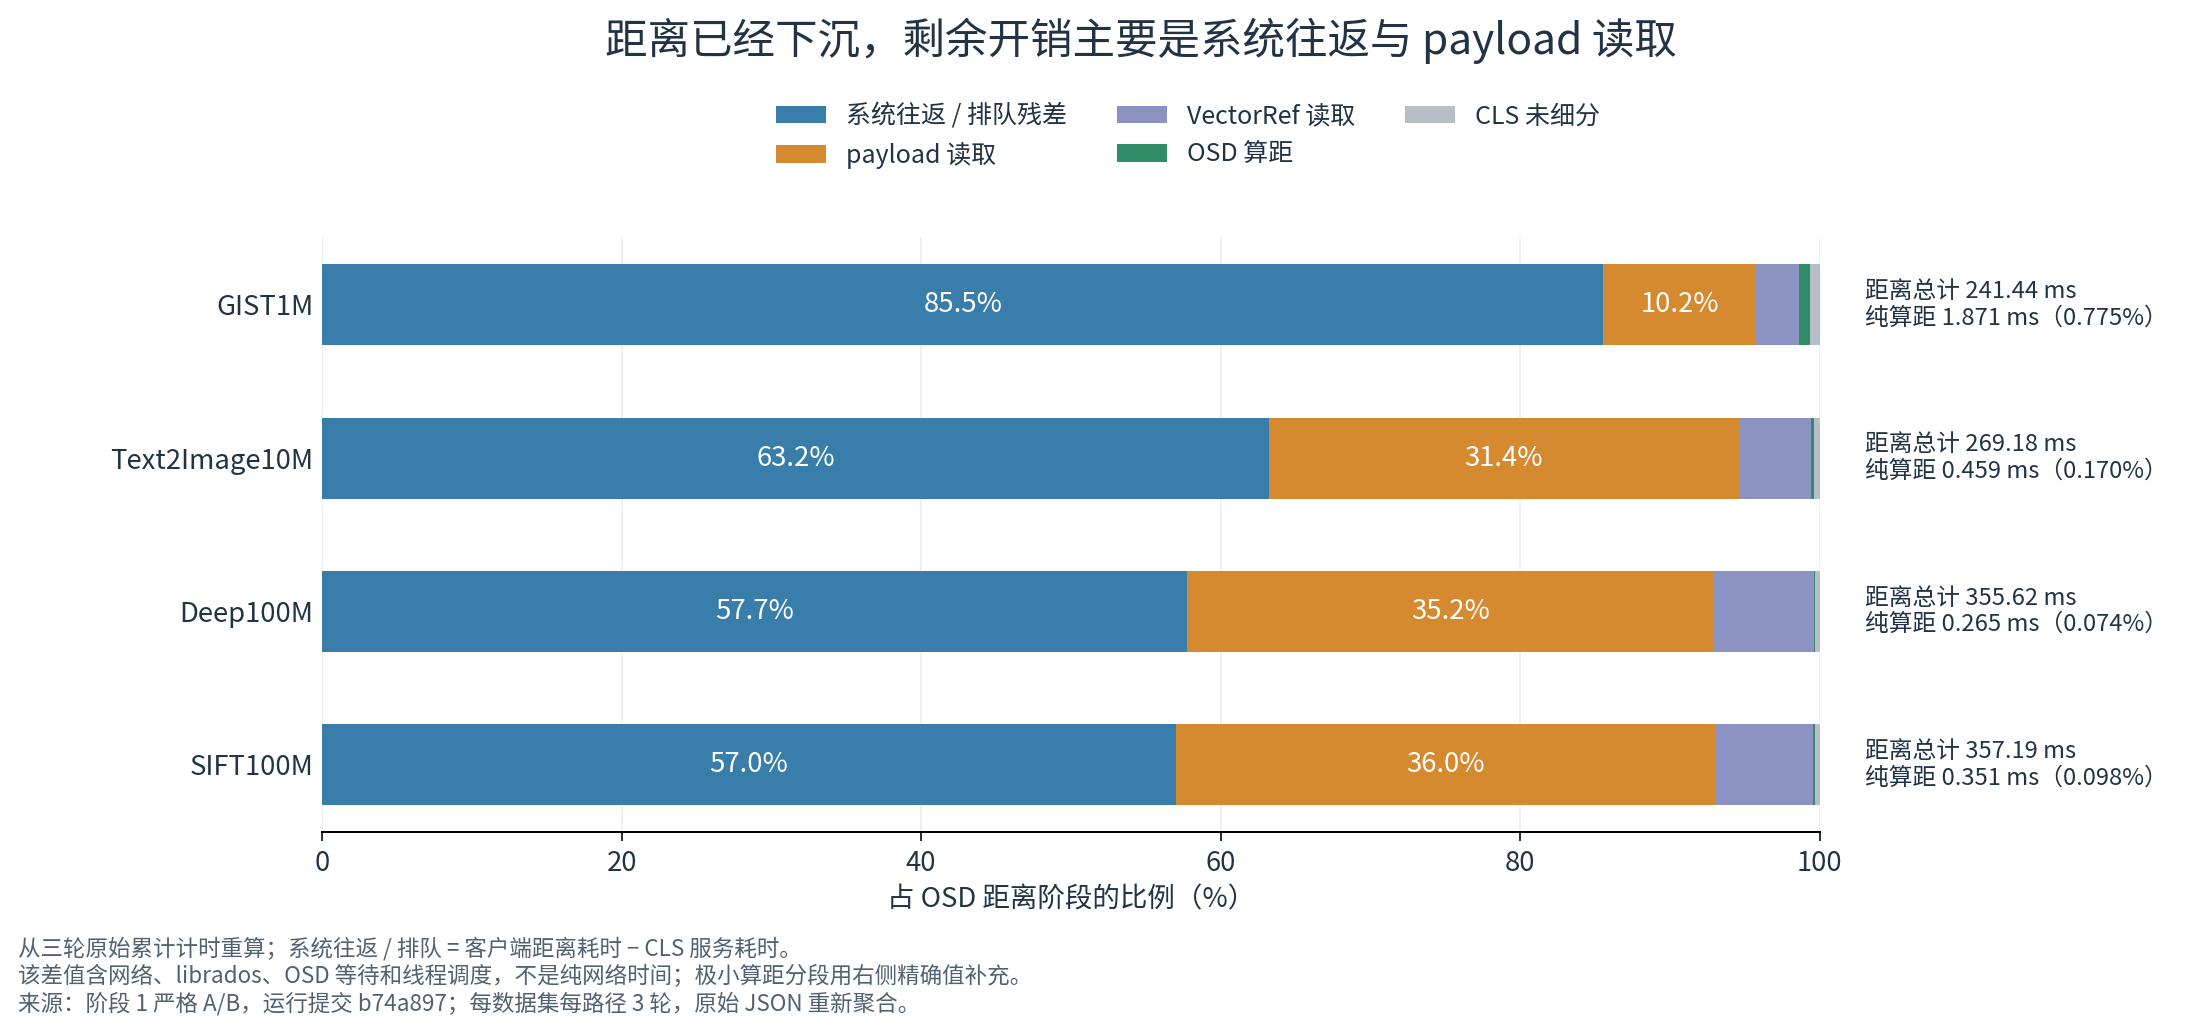 距离已经下沉，剩余开销主要是系统往返与 payload 读取
系统往返 / 排队残差
VectorRef 读取
CLS 未细分
payload 读取
OSD 算距
GIST1M
85.5%
10.2%
距离总计 241.44 ms
纯算距 1.871 ms（0.775%）
Text2Image10M
63.2%
31.4%
距离总计 269.18 ms
纯算距 0.459 ms（0.170%）
Deep100M
57.7%
35.2%
距离总计 355.62 ms
纯算距 0.265 ms（0.074%）
SIFT100M
57.0%
36.0%
距离总计 357.19 ms
纯算距 0.351 ms（0.098%）
0 20 40 60 80 100
占 OSD 距离阶段的比例（%）
从三轮原始累计计时重算；系统往返 / 排队 = 客户端距离耗时 − CLS 服务耗时。
该差值含网络、librados、OSD 等待和线程调度，不是纯网络时间；极小算距分段用右侧精确值补充。
来源：阶段 1 严格 A/B，运行提交 b74a897；每数据集每路径 3 轮，原始 JSON 重新聚合。